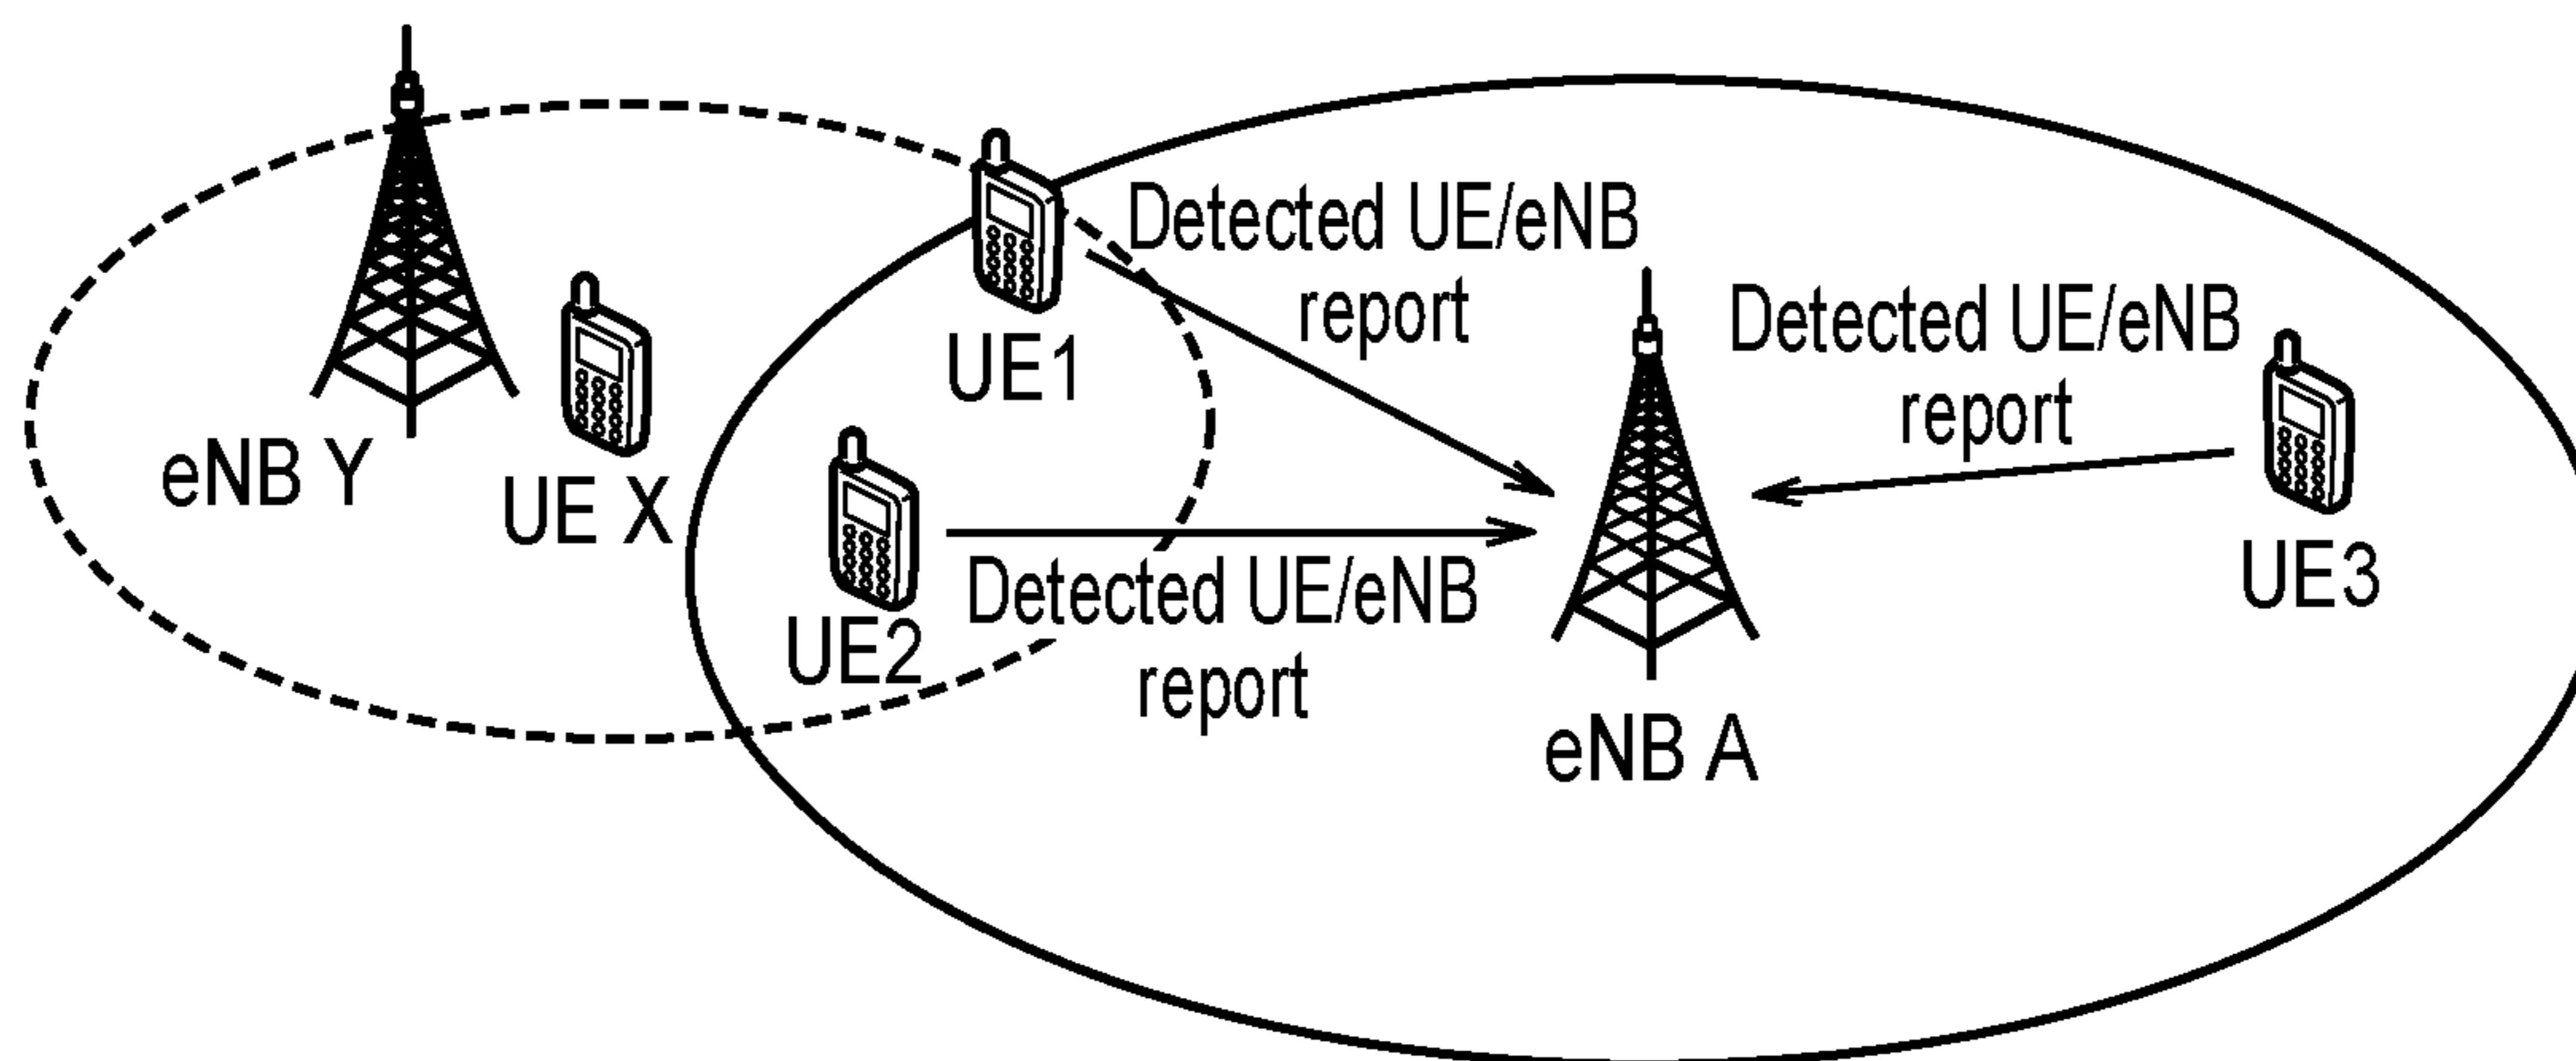 Detected UE/eNB
report
UE1
Detected UE/eNB
report
eNB Y
UE X
UE2
Detected UE/eNB
report
UE3
eNB A